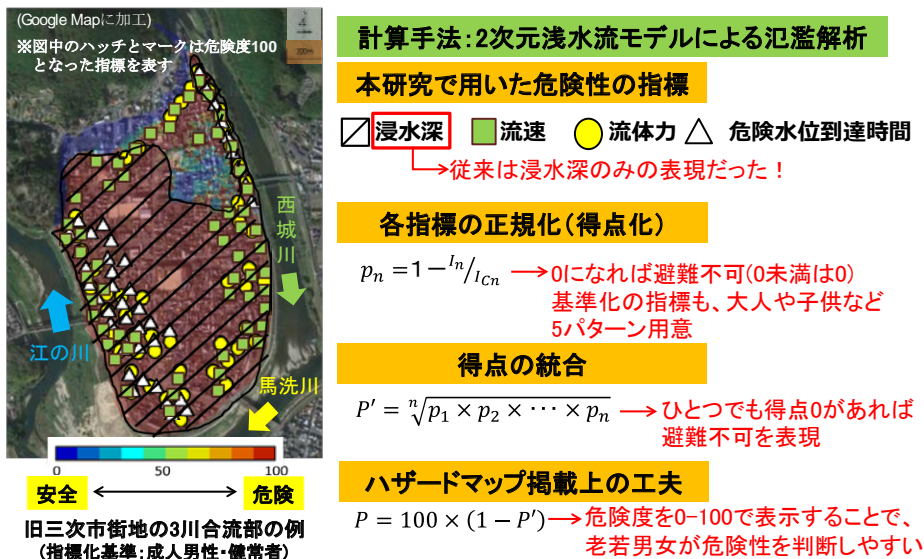 (Google Mapに加工)
※図中のハッチとマークは危険度100
となった指標を表す
4
200m
西城川
江の川
馬洗川
0 50 100
安全 危険
旧三次市街地の3川合流部の例
(指標化基準:成人男性・健常者)
計算手法:2次元浅水流モデルによる氾濫解析
本研究で用いた危険性の指標
浸水深 流速 流体力 危険水位到達時間
従来は浸水深のみの表現だった!
各指標の正規化(得点化)
pₙ = 1 − Iₙ/I_Cn
0になれば避難不可(0未満は0)
基準化の指標も、大人や子供など
5パターン用意
得点の統合
P′ = ⁿ√(p₁ × p₂ × ⋯ × pₙ)
ひとつでも得点0があれば
避難不可を表現
ハザードマップ掲載上の工夫
P = 100 × (1 − P′)
危険度を0-100で表示することで、
老若男女が危険性を判断しやすい